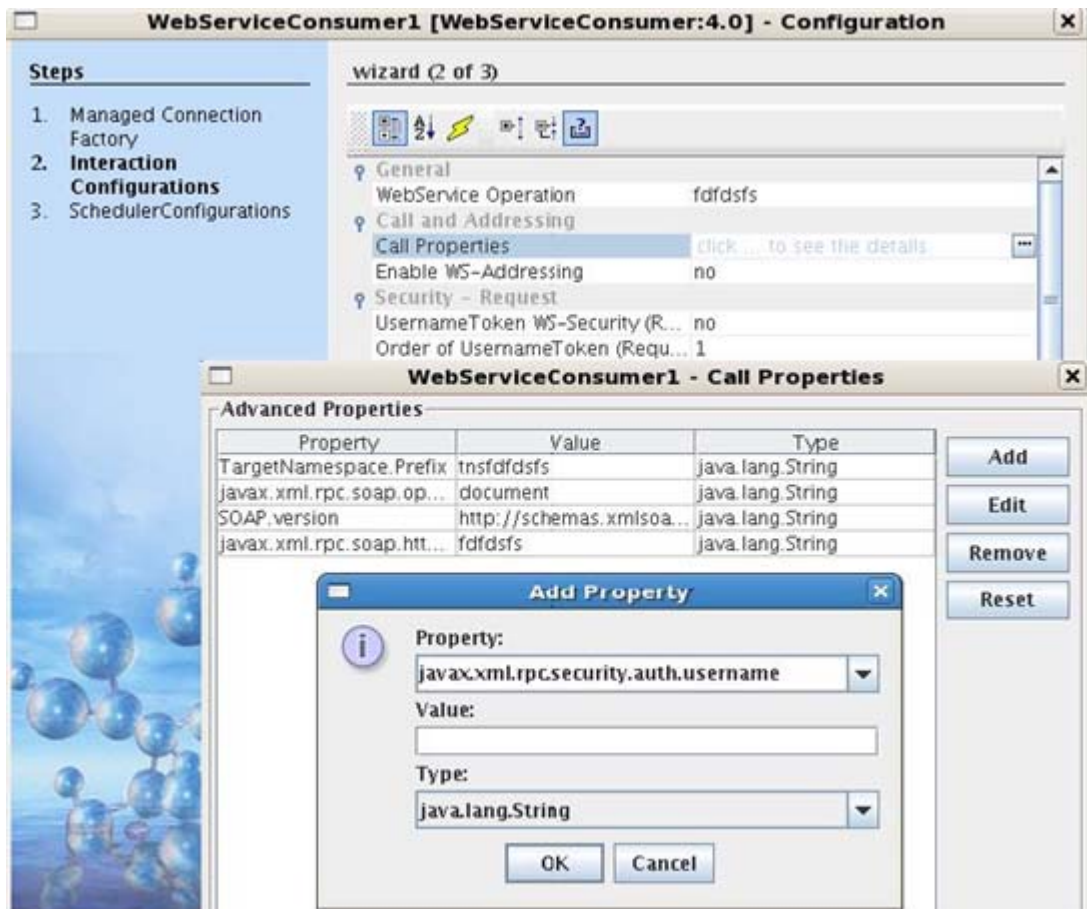 WebServiceConsumer1 [WebServiceConsumer:4.0] - Configuration
Steps
1. Managed Connection
Factory
2. Interaction
Configurations
3. SchedulerConfigurations
wizard (2 of 3)
General
WebService Operation fdfdsfs
Call and Addressing
Call Properties click ... to see the details
Enable WS-Addressing no
Security - Request
UsernameToken WS-Security (R... no
Order of UsernameToken (Requ... 1
WebServiceConsumer1 - Call Properties
Advanced Properties
Property Value Type
TargetNamespace.Prefix tnsfdfdsfs java.lang.String
javax.xml.rpc.soap.op... document java.lang.String
SOAP.version http://schemas.xmlsoa... java.lang.String
javax.xml.rpc.soap.htt... fdfdsfs java.lang.String
Add
Edit
Remove
Reset
Add Property
Property:
javax.xml.rpc.security.auth.username
Value:
Type:
java.lang.String
OK Cancel